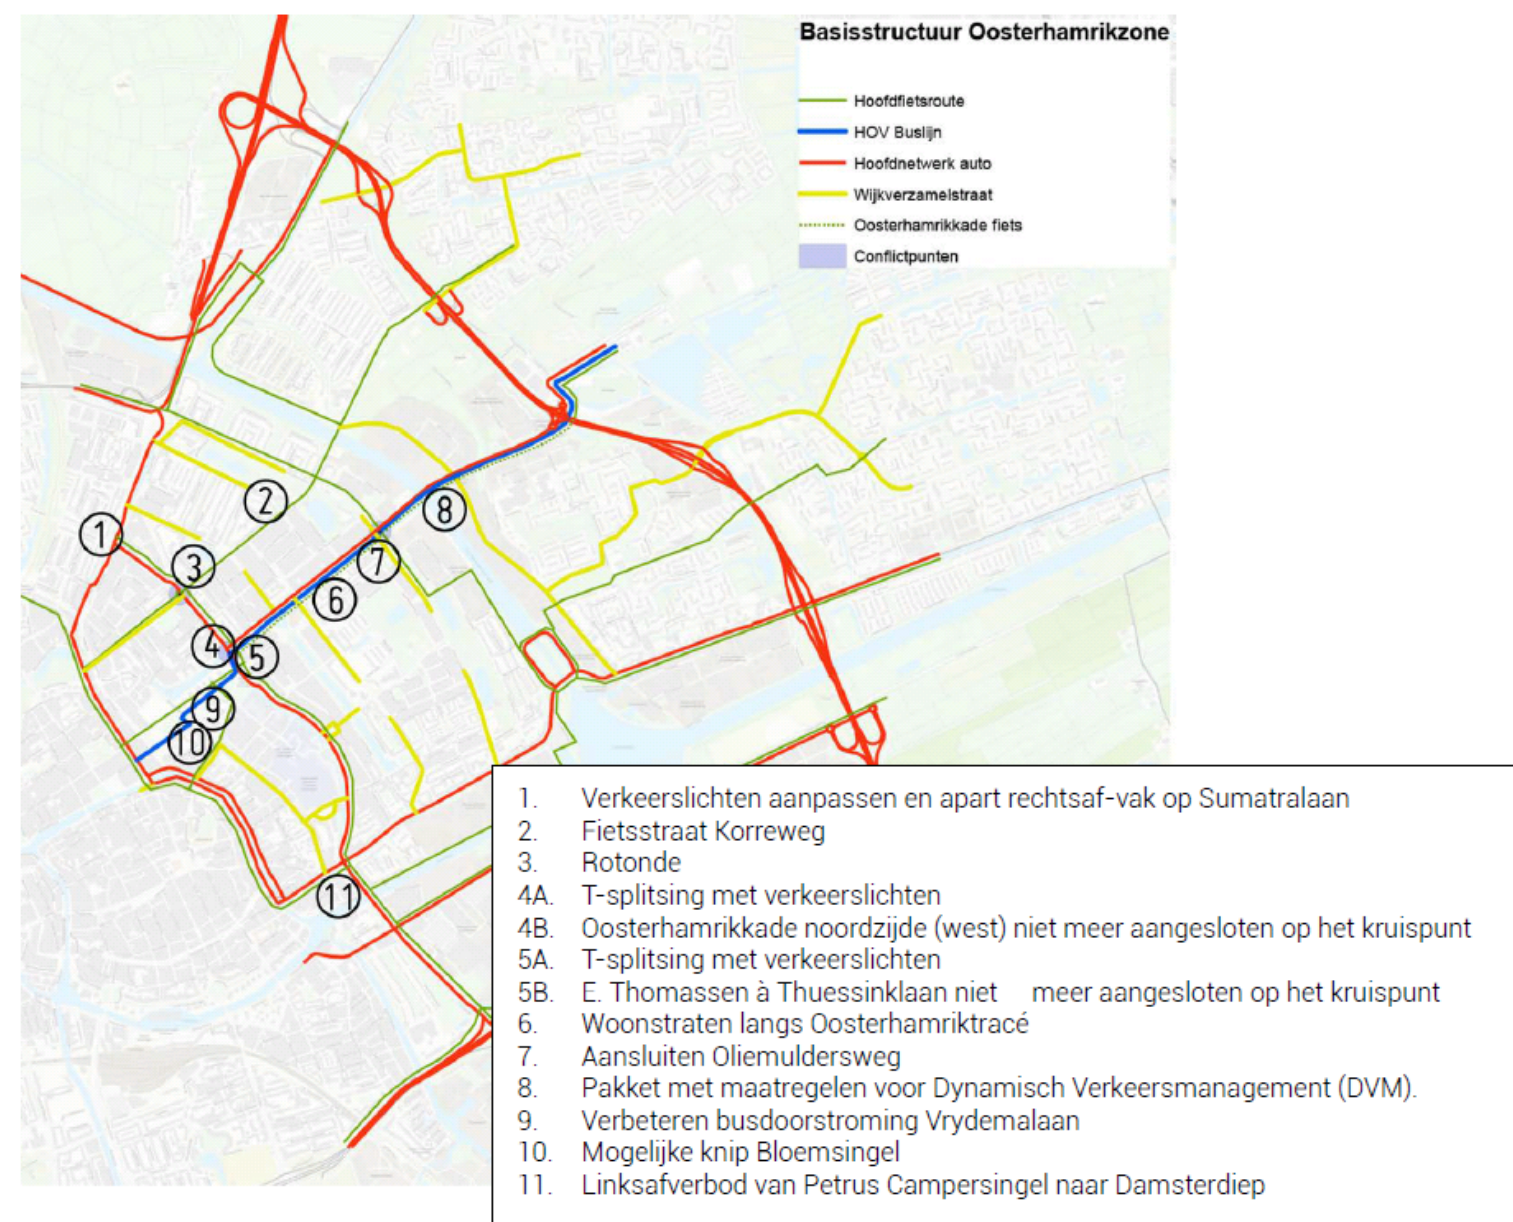 Basisstructuur Oosterhamrikzone
Hoofdfietsroute
HOV Buslijn
Hoofdnetwerk auto
Wijkverzamelstraat
Oosterhamrikkade fiets
Conflictpunten
1
2
3
4
5
6
7
8
9
10
11
1. Verkeerslichten aanpassen en apart rechtsaf-vak op Sumatralaan
2. Fietsstraat Korreweg
3. Rotonde
4A. T-splitsing met verkeerslichten
4B. Oosterhamrikkade noordzijde (west) niet meer aangesloten op het kruispunt
5A. T-splitsing met verkeerslichten
5B. E. Thomassen à Thuessinklaan niet meer aangesloten op het kruispunt
6. Woonstraten langs Oosterhamriktracé
7. Aansluiten Oliemuldersweg
8. Pakket met maatregelen voor Dynamisch Verkeersmanagement (DVM).
9. Verbeteren busdoorstroming Vrydemalaan
10. Mogelijke knip Bloemsingel
11. Linksafverbod van Petrus Campersingel naar Damsterdiep